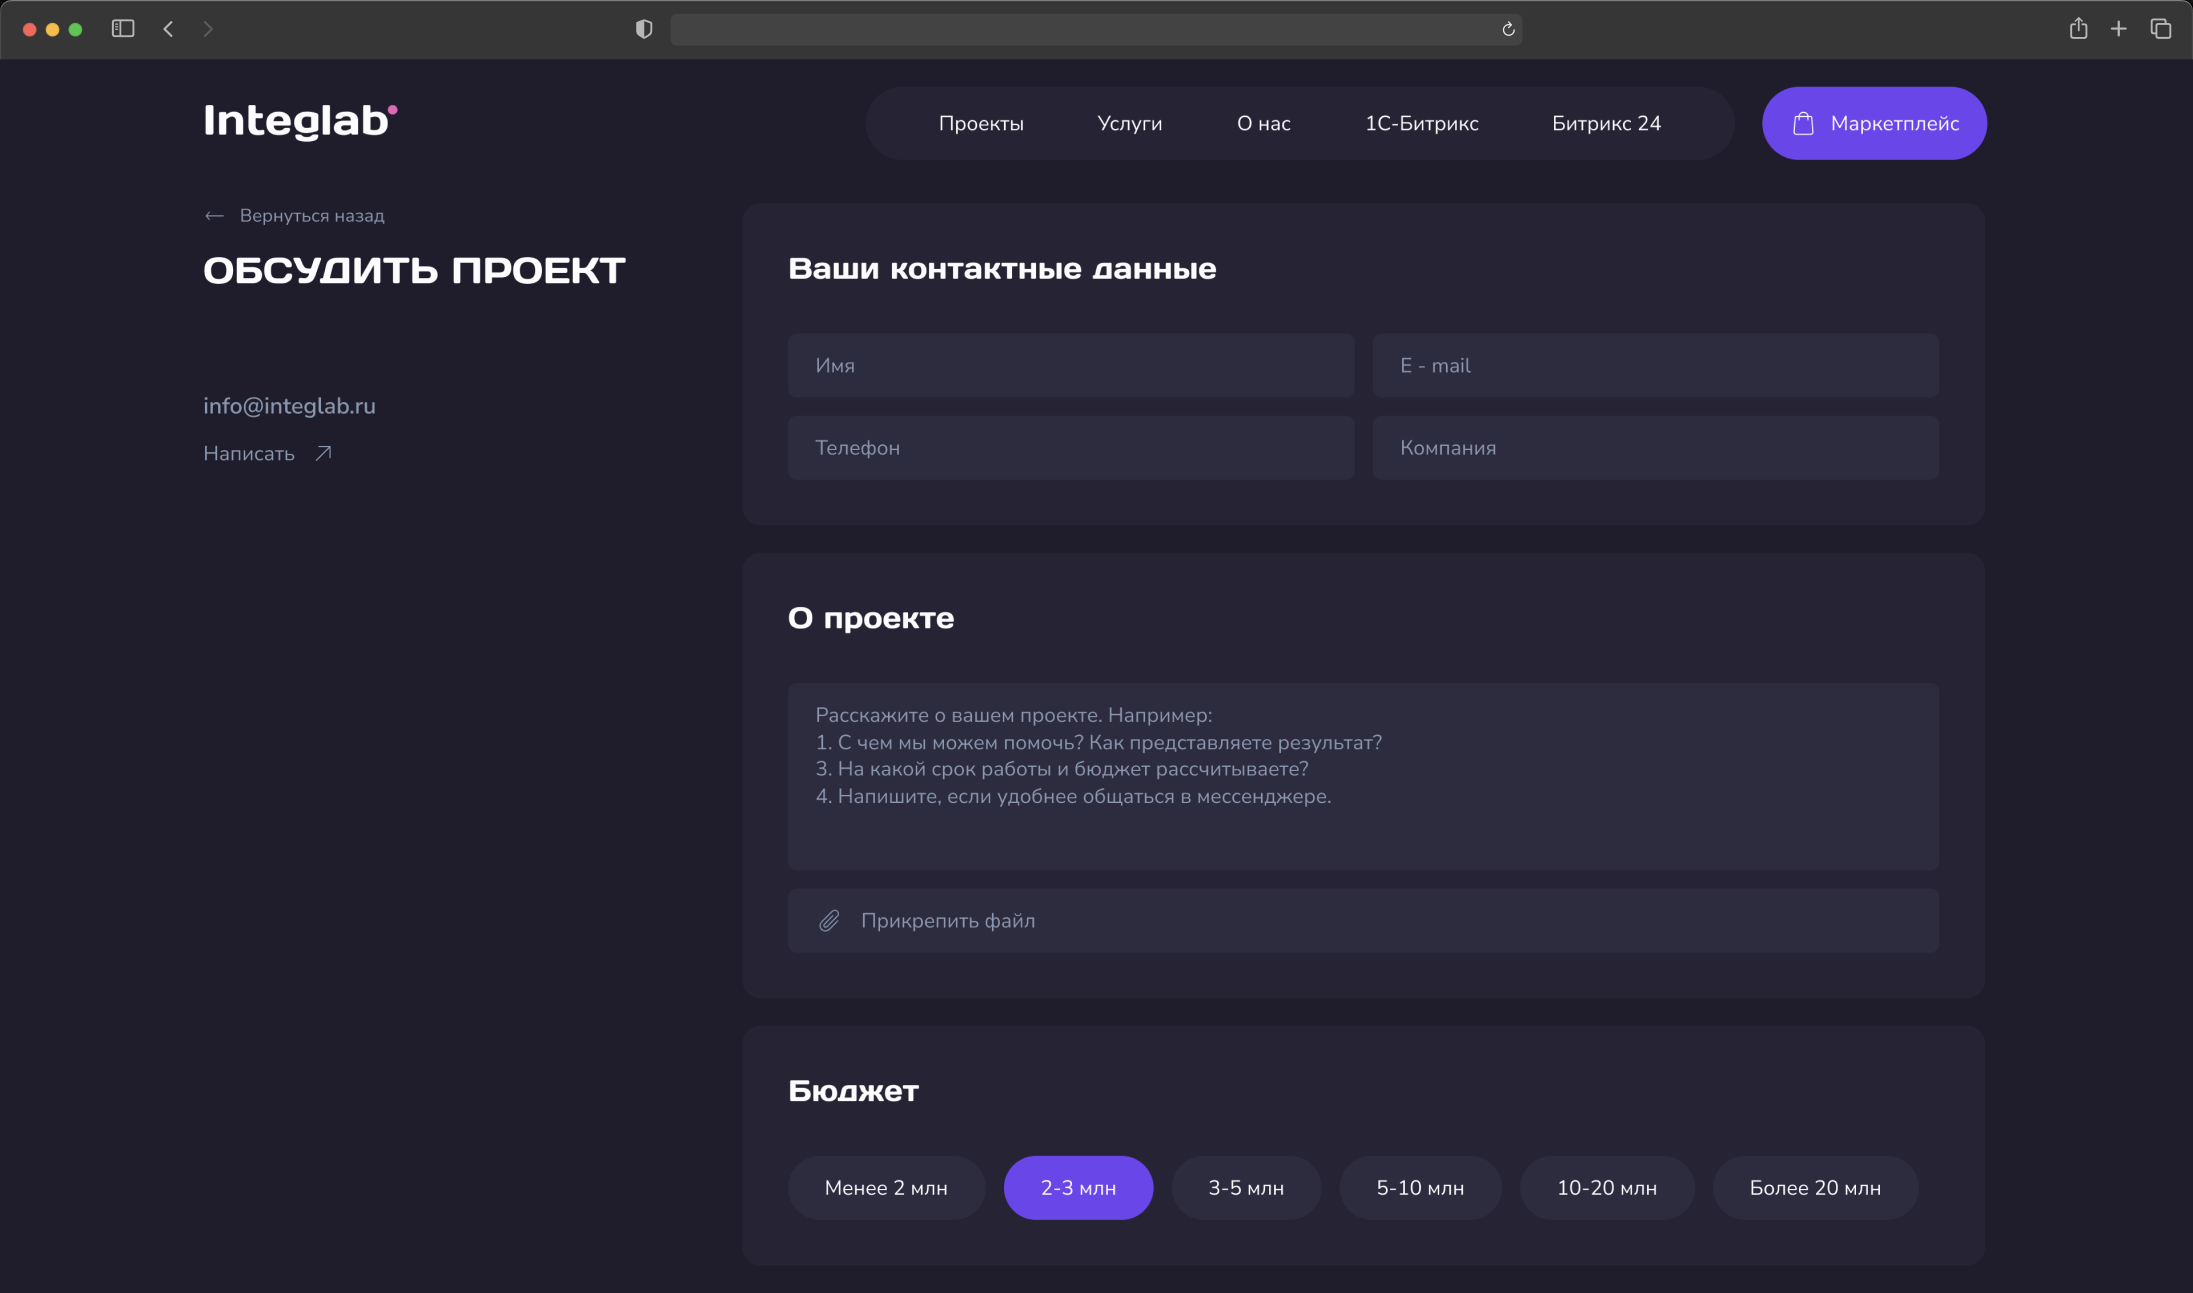 Integlab
Проекты
Услуги
О нас
1С-Битрикс
Битрикс 24
Маркетплейс
Вернуться назад
ОБСУДИТЬ ПРОЕКТ
info@integlab.ru
Написать
Ваши контактные данные
Имя
E - mail
Телефон
Компания
О проекте
Расскажите о вашем проекте. Например:
1. С чем мы можем помочь? Как представляете результат?
3. На какой срок работы и бюджет рассчитываете?
4. Напишите, если удобнее общаться в мессенджере.
Прикрепить файл
Бюджет
Менее 2 млн
2-3 млн
3-5 млн
5-10 млн
10-20 млн
Более 20 млн